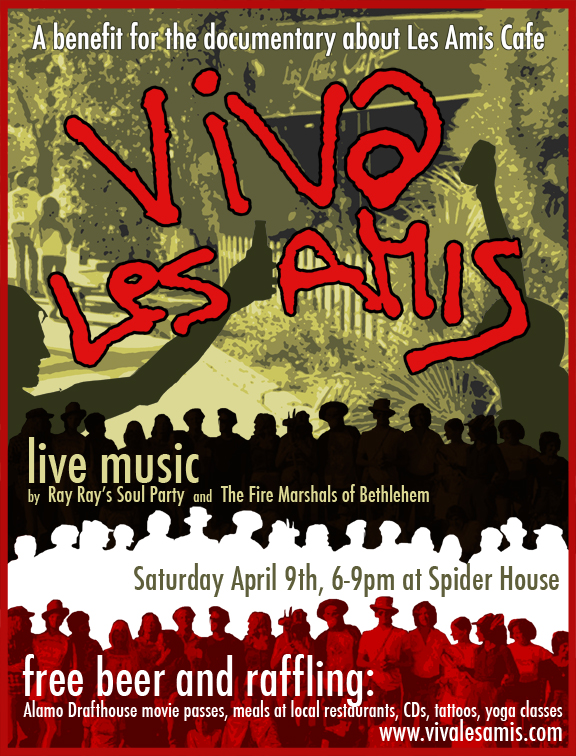 A benefit for the documentary about Les Amis Cafe
Les Amis Cafe
Viva
Les Amis
live music
by Ray Ray's Soul Party and The Fire Marshals of Bethlehem
Saturday April 9th, 6-9pm at Spider House
free beer and raffling:
Alamo Drafthouse movie passes, meals at local restaurants, CDs, tattoos, yoga classes
www.vivalesamis.com